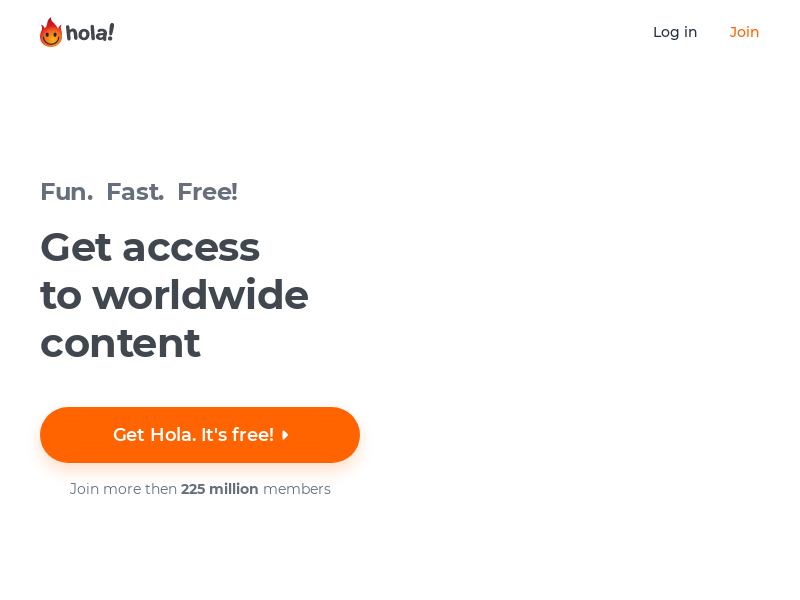 hola!
Log in
Join
Fun. Fast. Free!
Get access
to worldwide
content
Get Hola. It's free!
Join more then 225 million members